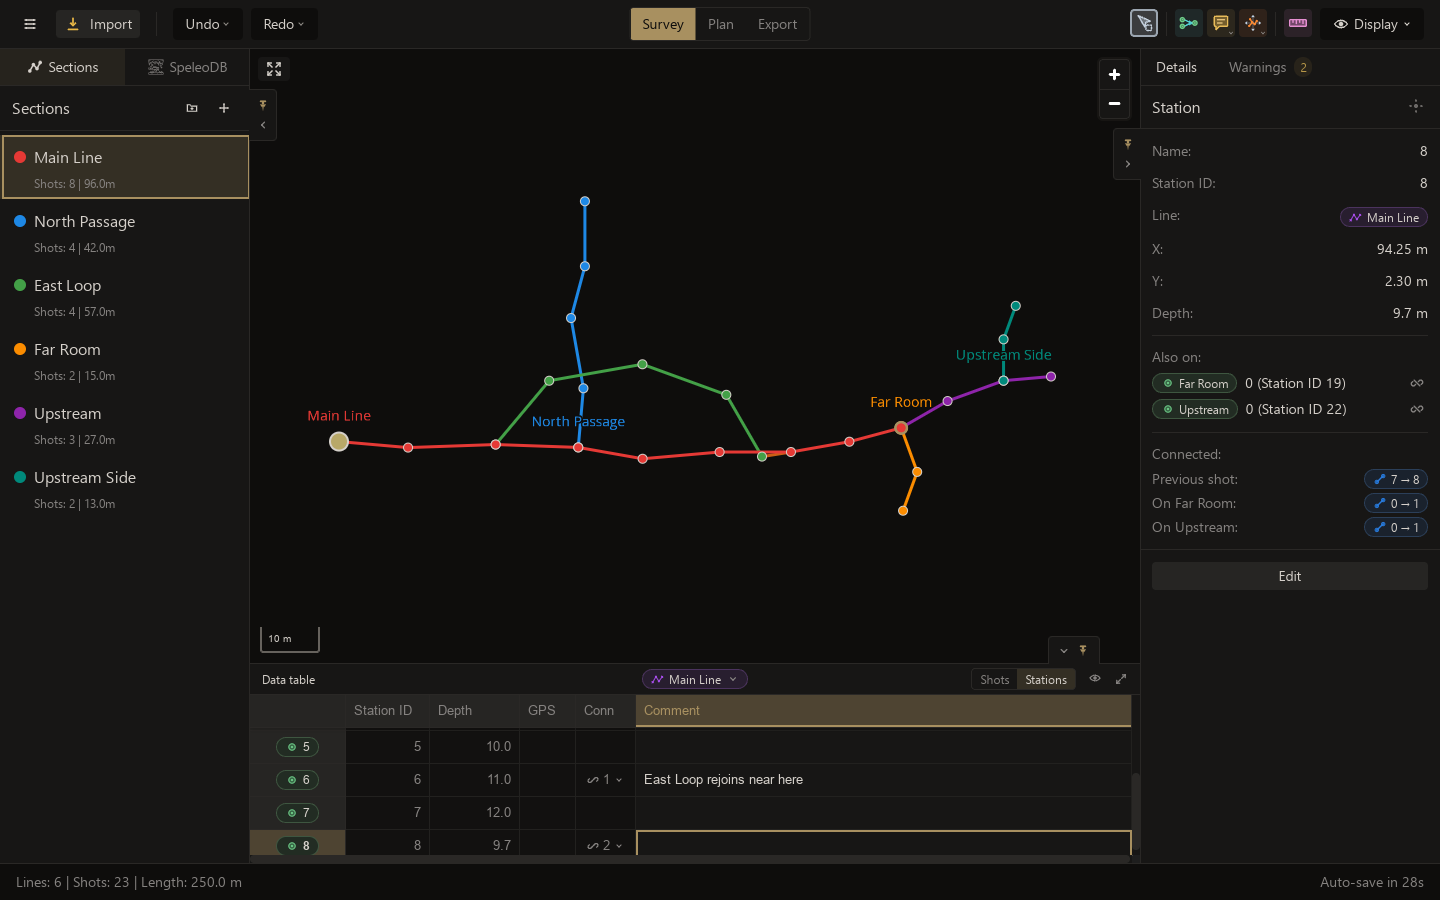 Import
Undo
Redo
Survey
Plan
Export
Display
Sections
SpeleoDB
Sections
Main Line
Shots: 8 | 96.0m
North Passage
Shots: 4 | 42.0m
East Loop
Shots: 4 | 57.0m
Far Room
Shots: 2 | 15.0m
Upstream
Shots: 3 | 27.0m
Upstream Side
Shots: 2 | 13.0m
Main Line
North Passage
Far Room
Upstream Side
10 m
Details
Warnings 2
Station
Name: 8
Station ID: 8
Line: Main Line
X: 94.25 m
Y: 2.30 m
Depth: 9.7 m
Also on:
Far Room 0 (Station ID 19)
Upstream 0 (Station ID 22)
Connected:
Previous shot: 7 → 8
On Far Room: 0 → 1
On Upstream: 0 → 1
Edit
Data table
Main Line
Shots
Stations
Station ID Depth GPS Conn Comment
5 5 10.0
6 6 11.0 1 East Loop rejoins near here
7 7 12.0
8 8 9.7 2
Lines: 6 | Shots: 23 | Length: 250.0 m
Auto-save in 28s